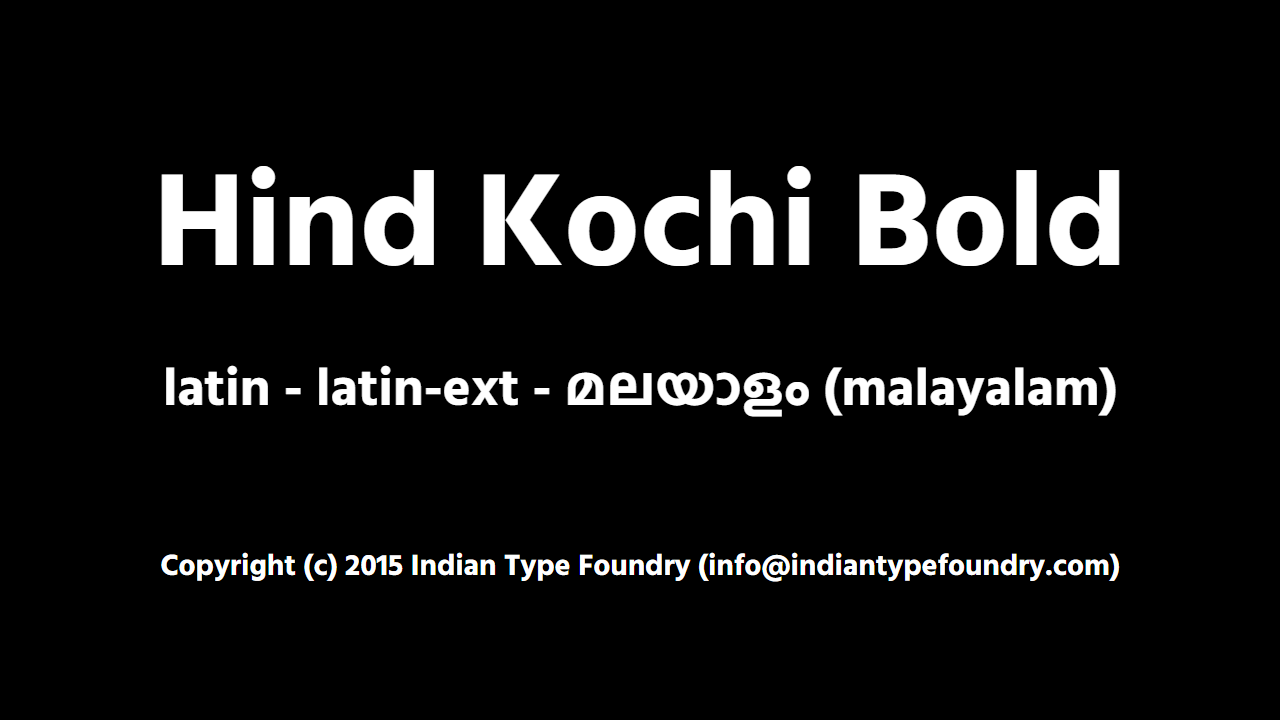 Hind Kochi Bold
latin - latin-ext - മലയാളം (malayalam)
Copyright (c) 2015 Indian Type Foundry (info@indiantypefoundry.com)